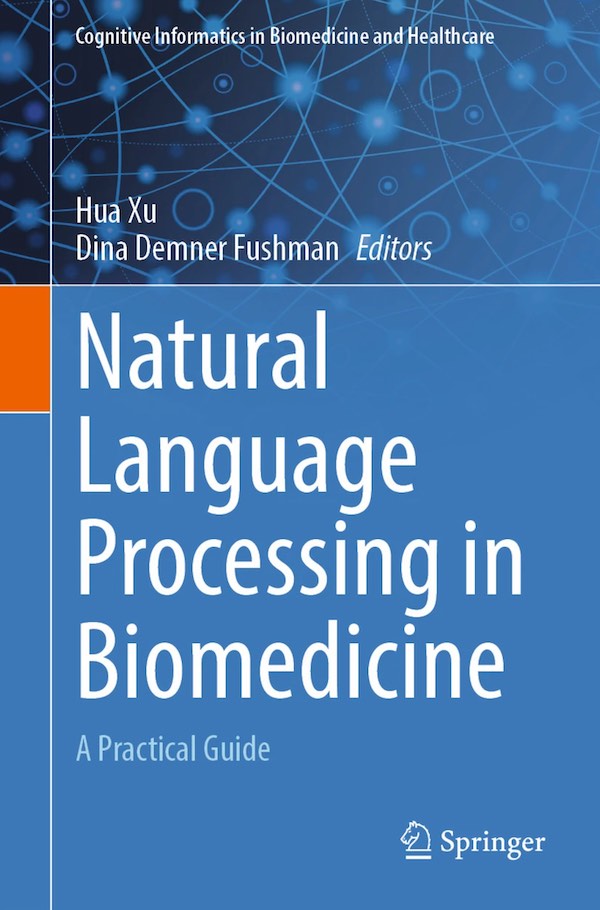 Cognitive Informatics in Biomedicine and Healthcare
Hua Xu
Dina Demner Fushman Editors
Natural
Language
Processing in
Biomedicine
A Practical Guide
Springer